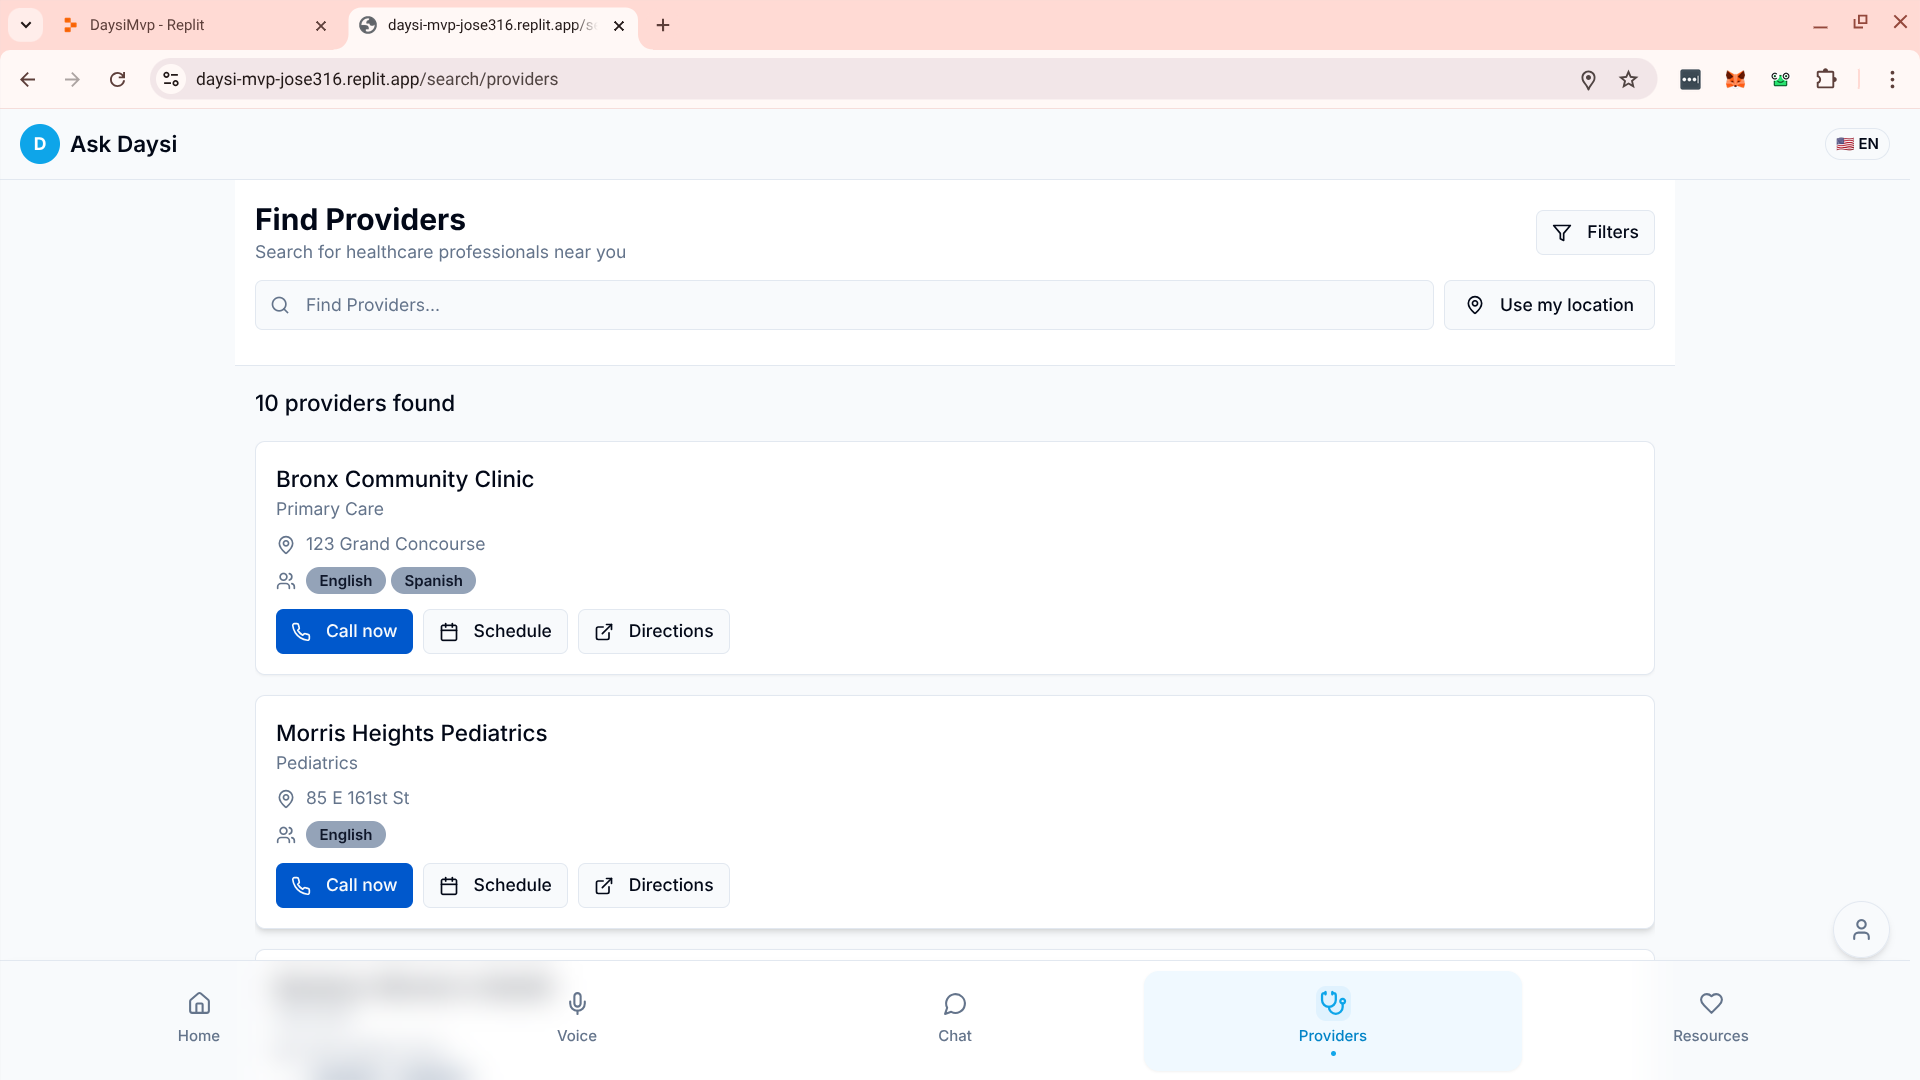 DaysiMvp - Replit
daysi-mvp-jose316.replit.app/se
daysi-mvp-jose316.replit.app/search/providers
D
Ask Daysi
🇺🇸 EN
Find Providers
Search for healthcare professionals near you
Filters
Find Providers...
Use my location
10 providers found
Bronx Community Clinic
Primary Care
123 Grand Concourse
English Spanish
Call now Schedule Directions
Morris Heights Pediatrics
Pediatrics
85 E 161st St
English
Call now Schedule Directions
Home Voice Chat Providers Resources